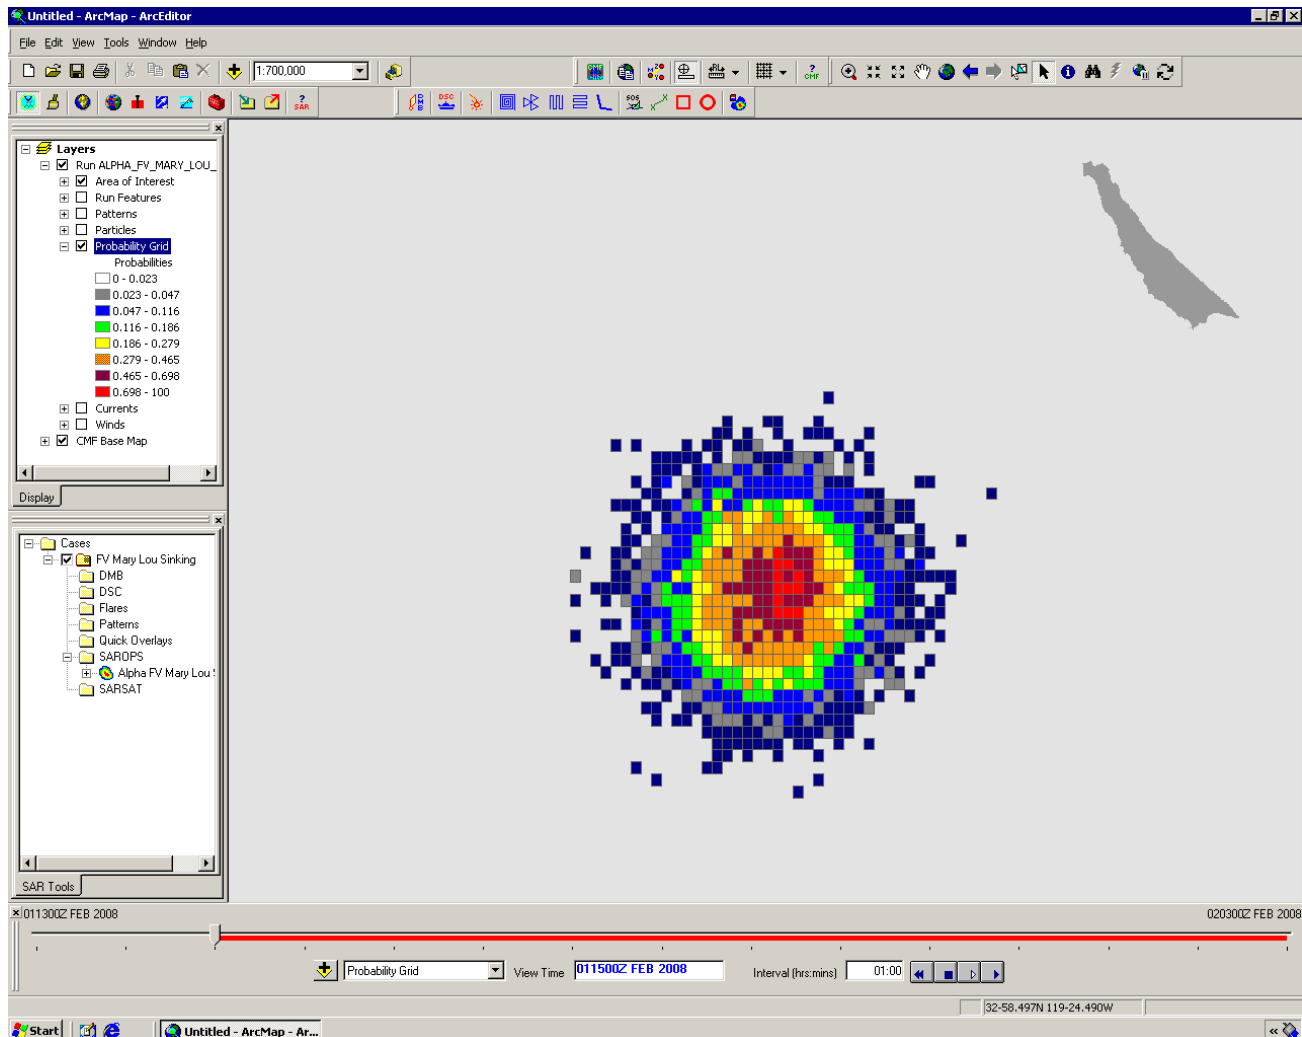 Untitled - ArcMap - ArcEditor
File Edit View Tools Window Help
1:700,000
CMF
SAR
DSC
SOS
Layers
Run ALPHA_FV_MARY_LOU_
Area of Interest
Run Features
Patterns
Particles
Probability Grid
Probabilities
0 - 0.023
0.023 - 0.047
0.047 - 0.116
0.116 - 0.186
0.186 - 0.279
0.279 - 0.465
0.465 - 0.698
0.698 - 100
Currents
Winds
CMF Base Map
Display
Cases
FV Mary Lou Sinking
DMB
DSC
Flares
Patterns
Quick Overlays
SAROPS
Alpha FV Mary Lou
SARSAT
SAR Tools
011300Z FEB 2008
020300Z FEB 2008
Probability Grid View Time 011500Z FEB 2008 Interval (hrs:mins) 01:00
32-58.497N 119-24.490W
Start Untitled - ArcMap - Ar...